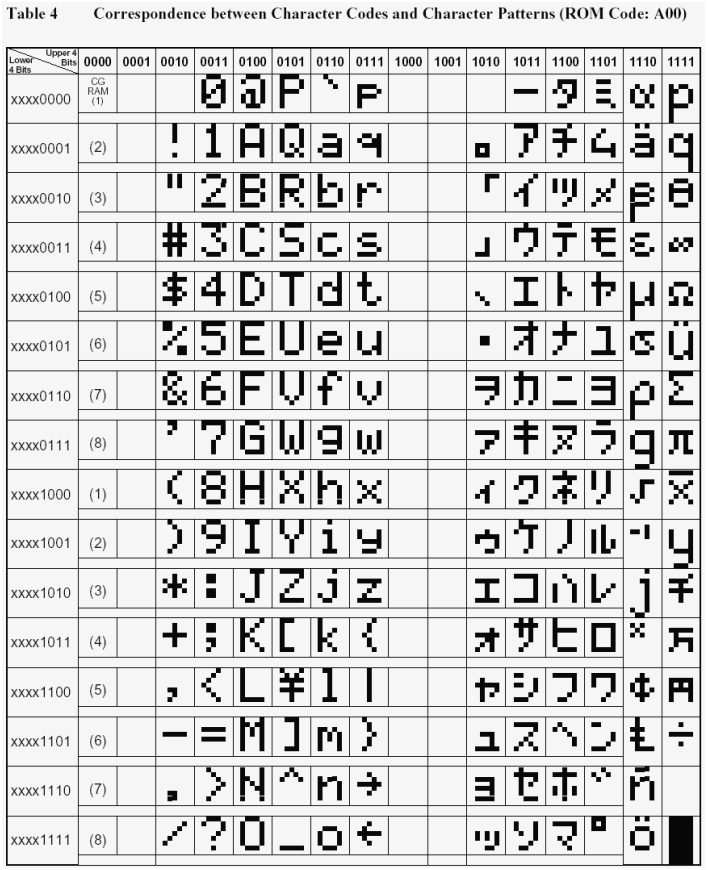 Table 4 Correspondence between Character Codes and Character Patterns (ROM Code: A00)
Upper 4 Bits
Lower 4 Bits 0000 0001 0010 0011 0100 0101 0110 0111 1000 1001 1010 1011 1100 1101 1110 1111
xxxx0000 CG RAM (1) 0 @ P ` p ー タ ミ α p
xxxx0001 (2) ! 1 A Q a q 。 ア チ ム ä q
xxxx0010 (3) " 2 B R b r 「 イ ツ メ β θ
xxxx0011 (4) # 3 C S c s 」 ウ テ モ ε ∞
xxxx0100 (5) $ 4 D T d t 、 エ ト ヤ μ Ω
xxxx0101 (6) % 5 E U e u ・ オ ナ ユ σ ü
xxxx0110 (7) & 6 F V f v ヲ カ ニ ヨ ρ Σ
xxxx0111 (8) ' 7 G W g w ァ キ ヌ ラ g π
xxxx1000 (1) ( 8 H X h x ィ ク ネ リ √ x̄
xxxx1001 (2) ) 9 I Y i y ゥ ケ ノ ル ⁻¹ y
xxxx1010 (3) * : J Z j z ェ コ ハ レ j 千
xxxx1011 (4) + ; K [ k { ォ サ ヒ ロ ˣ 万
xxxx1100 (5) , < L ¥ l | ャ シ フ ワ ¢ 円
xxxx1101 (6) - = M ] m } ュ ス ヘ ン Ł ÷
xxxx1110 (7) . > N ^ n → ョ セ ホ ゛ ñ
xxxx1111 (8) / ? O _ o ← ッ ソ マ ゜ ö █